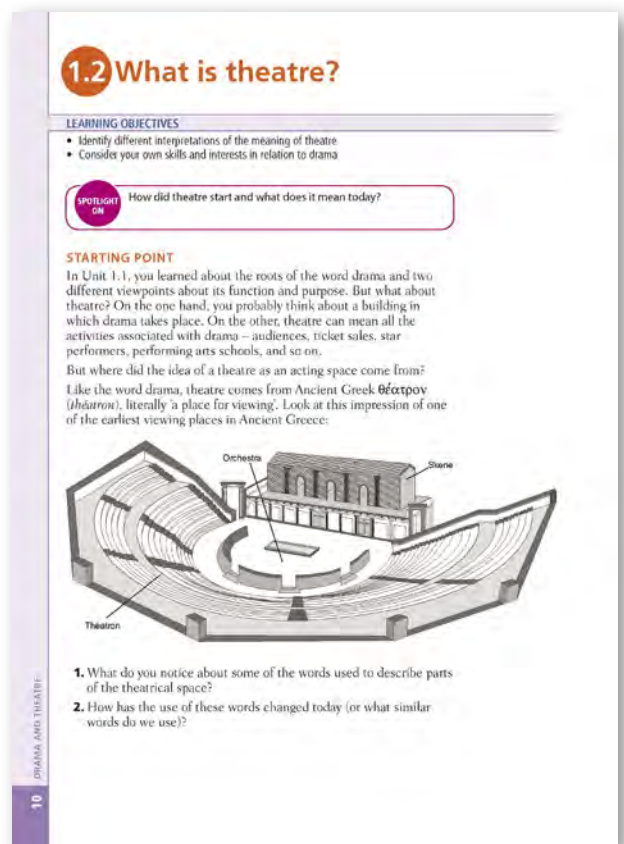 1.2 What is theatre?
LEARNING OBJECTIVES
• Identify different interpretations of the meaning of theatre
• Consider your own skills and interests in relation to drama
SPOTLIGHT
ON
How did theatre start and what does it mean today?
STARTING POINT
In Unit 1.1, you learned about the roots of the word drama and two
different viewpoints about its function and purpose. But what about
theatre? On the one hand, you probably think about a building in
which drama takes place. On the other, theatre can mean all the
activities associated with drama – audiences, ticket sales, star
performers, performing arts schools, and so on.
But where did the idea of a theatre as an acting space come from?
Like the word drama, theatre comes from Ancient Greek θέατρον
(théatron), literally 'a place for viewing'. Look at this impression of one
of the earliest viewing places in Ancient Greece:
Orchestra
Skene
Theatron
1. What do you notice about some of the words used to describe parts
of the theatrical space?
2. How has the use of these words changed today (or what similar
words do we use)?
DRAMA AND THEATRE
10